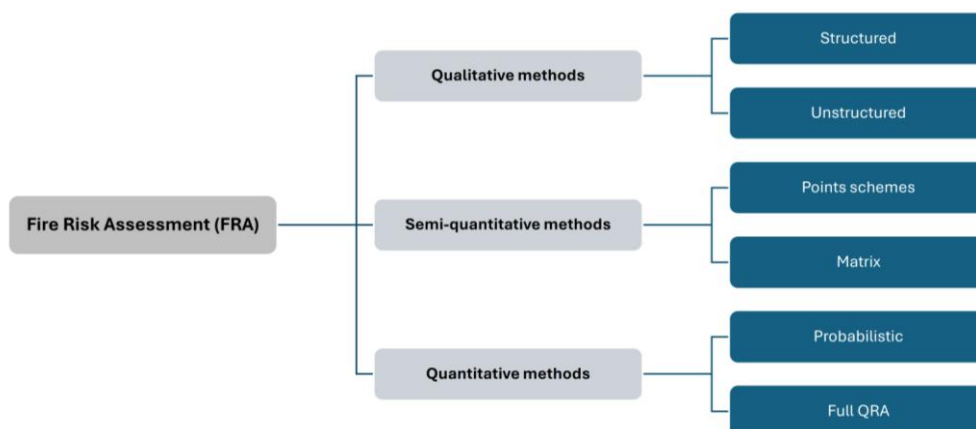 Structured
Qualitative methods
Unstructured
Points schemes
Fire Risk Assessment (FRA)
Semi-quantitative methods
Matrix
Probabilistic
Quantitative methods
Full QRA